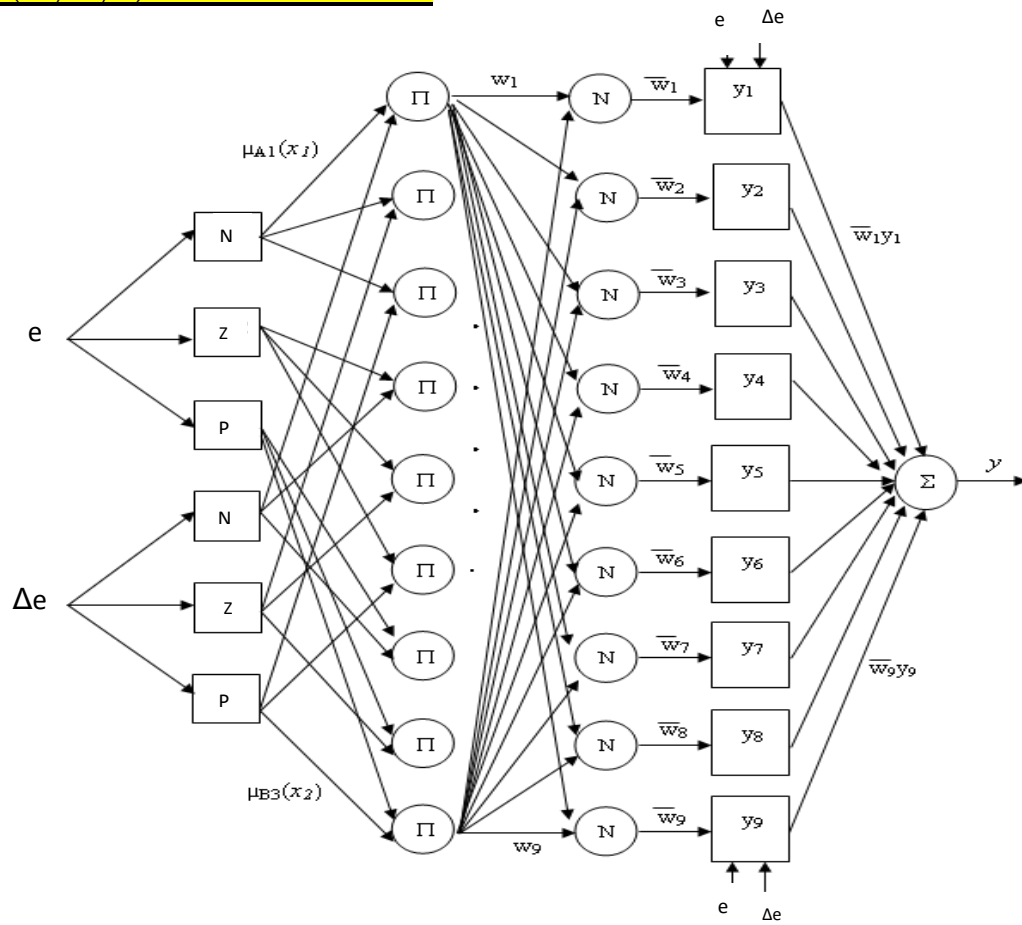 e Δe
w1 N w̅1 y1
Π
μA1(x1)
Π N w̅2 y2
N
w̅1y1
Π N w̅3 y3
e
Z
Π N w̅4 y4
P
Π N w̅5 y5 Σ y
N
Π N w̅6 y6
Δe
Z
Π N w̅7 y7
w̅9y9
P
Π N w̅8 y8
μB3(x2)
Π w9 N w̅9 y9
e Δe